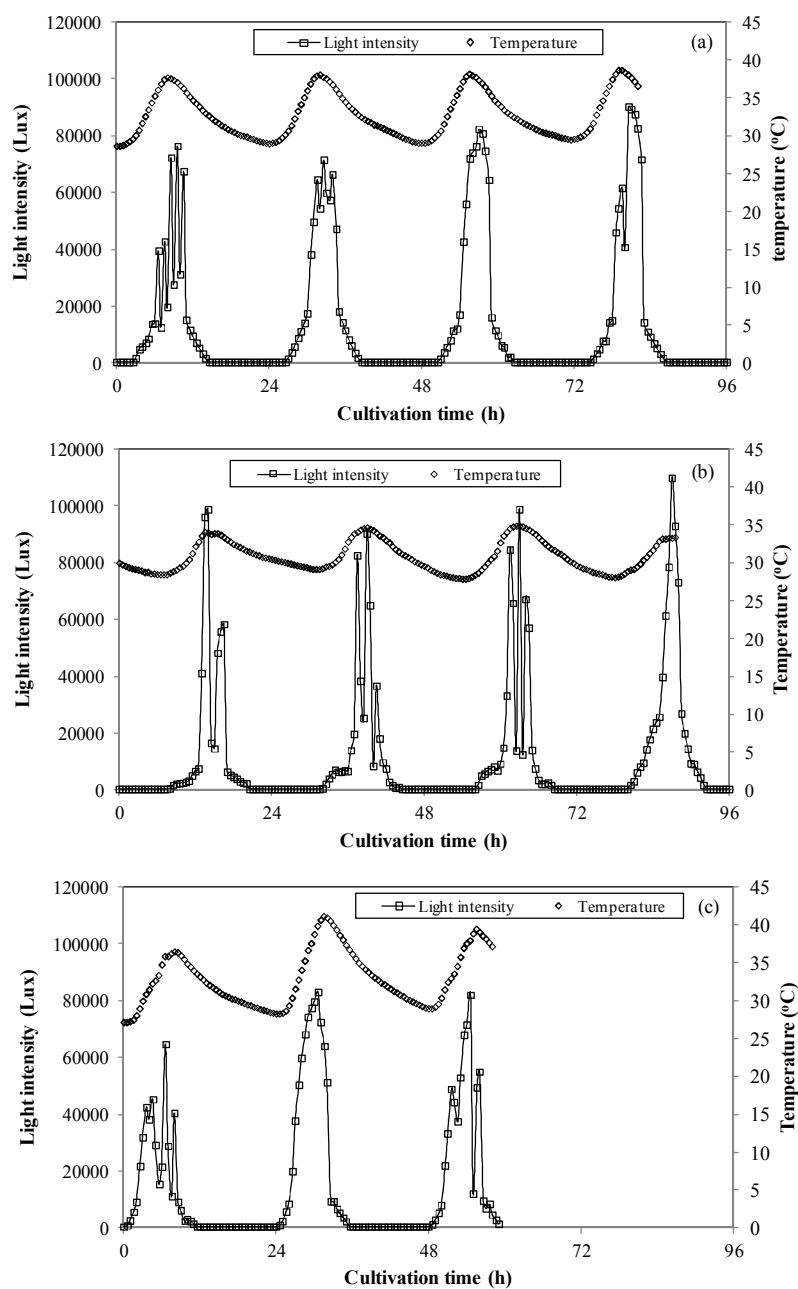 (a)
Light intensity Temperature
120000 100000 80000 60000 40000 20000 0
Light intensity (Lux)
45 40 35 30 25 20 15 10 5 0
temperature (°C)
0 24 48 72 96
Cultivation time (h)
(b)
Light intensity Temperature
120000 100000 80000 60000 40000 20000 0
Light intensity (Lux)
45 40 35 30 25 20 15 10 5 0
Temperature (°C)
0 24 48 72 96
Cultivation time (h)
(c)
Light intensity Temperature
120000 100000 80000 60000 40000 20000 0
Light intensity (Lux)
45 40 35 30 25 20 15 10 5 0
Temperature (°C)
0 24 48 72 96
Cultivation time (h)